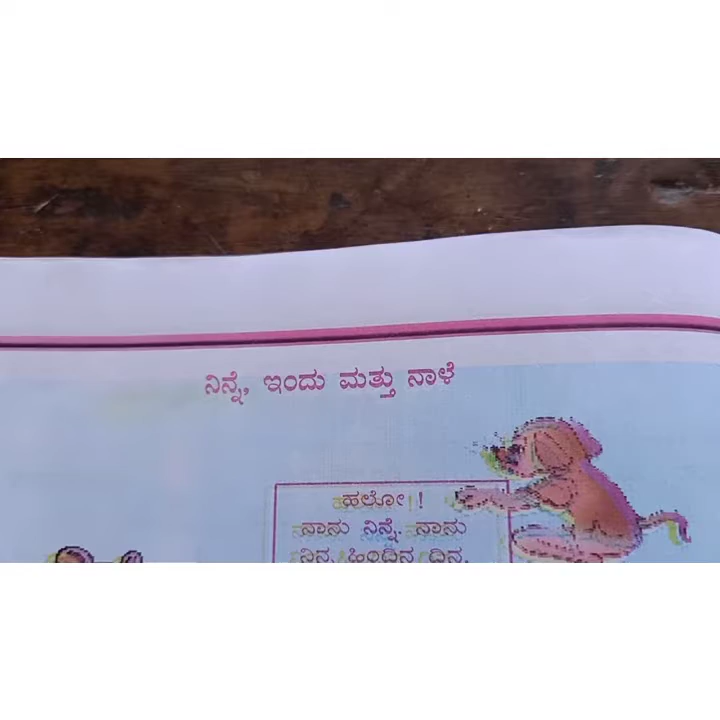 ನಿನ್ನೆ, ಇಂದು ಮತ್ತು ನಾಳೆ
ಹಲೋ !
ನಾನು ನಿನ್ನೆ. ನಾನು
ನಿನ್ನ ಹಿಂದಿನ ದಿನ.